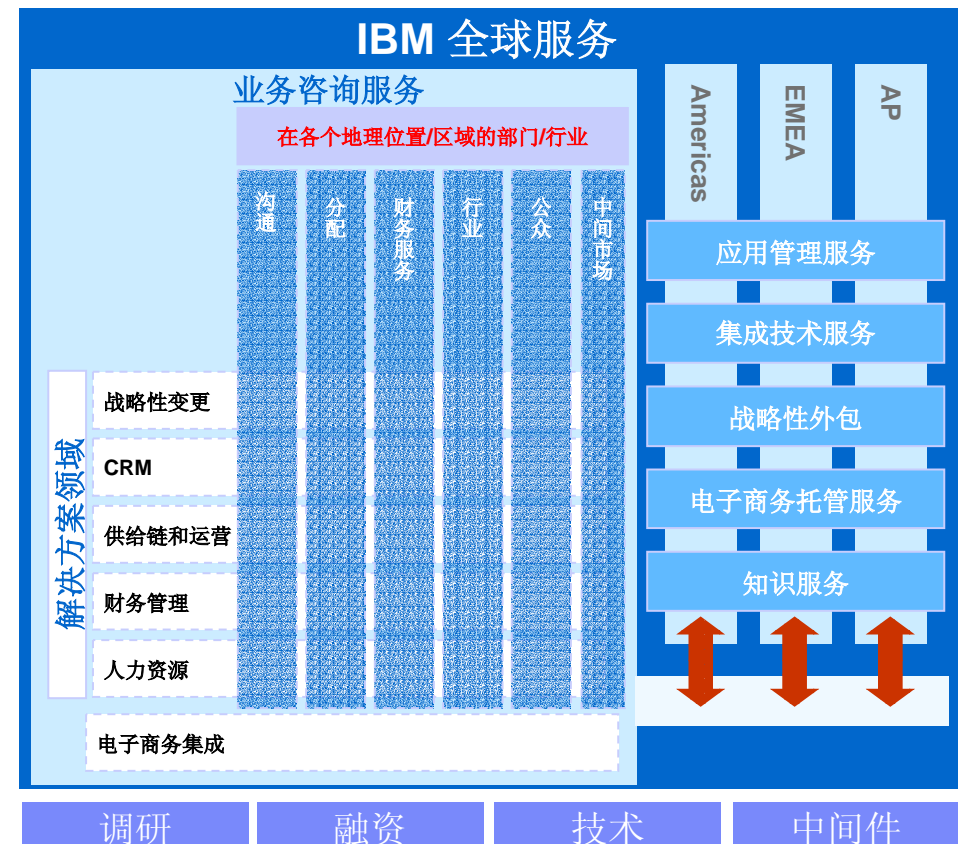 IBM 全球服务
业务咨询服务
在各个地理位置/区域的部门/行业
沟通
分配
财务服务
行业
公众
中间市场
解决方案领域
战略性变更
CRM
供给链和运营
财务管理
人力资源
电子商务集成
Americas
EMEA
AP
应用管理服务
集成技术服务
战略性外包
电子商务托管服务
知识服务
调研
融资
技术
中间件